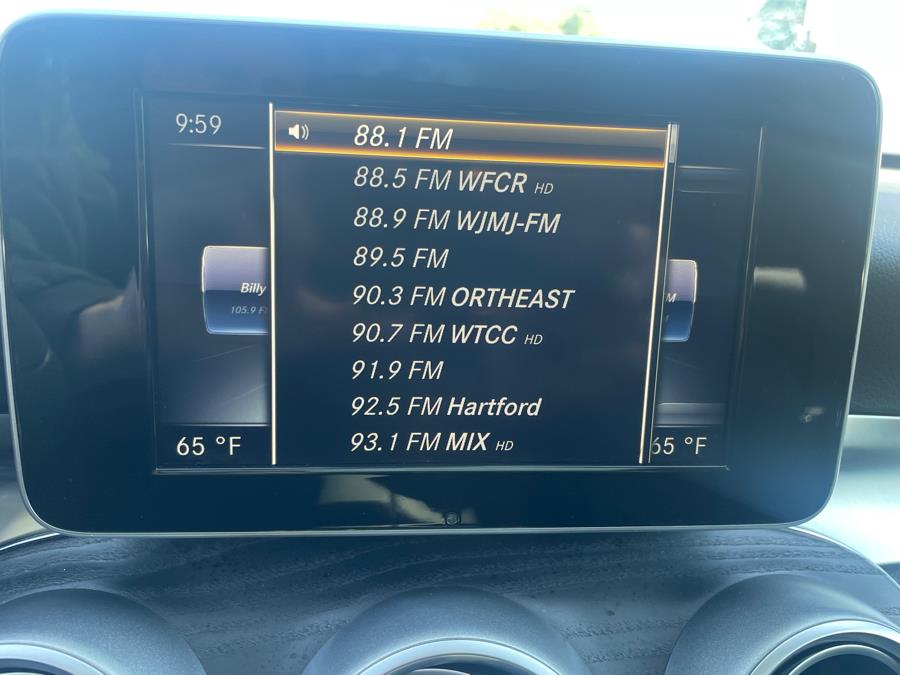 9:59
88.1 FM
88.5 FM WFCR HD
88.9 FM WJMJ-FM
89.5 FM
90.3 FM ORTHEAST
90.7 FM WTCC HD
91.9 FM
92.5 FM Hartford
93.1 FM MIX HD
Billy
105.9 F
M
65 °F
65 °F